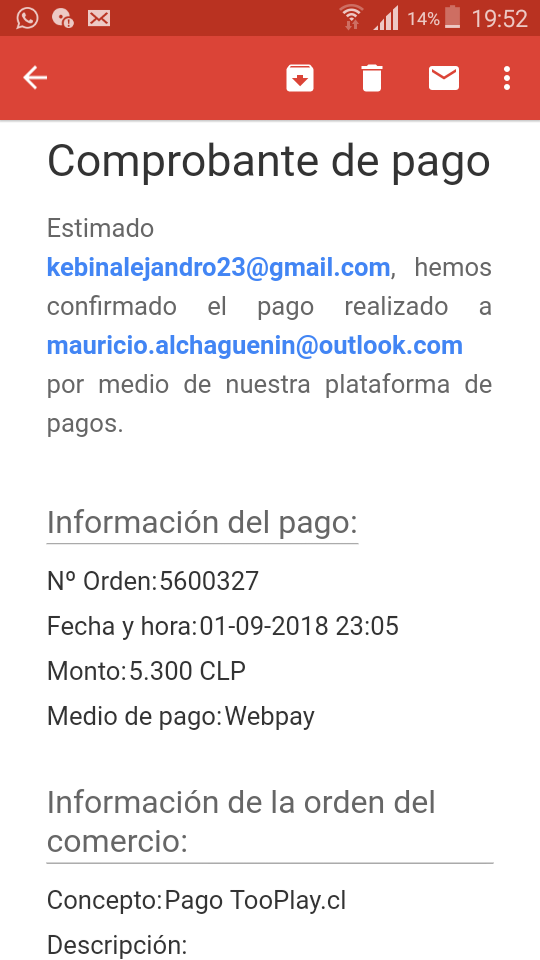 14% 19:52
Comprobante de pago
Estimado
kebinalejandro23@gmail.com, hemos
confirmado el pago realizado a
mauricio.alchaguenin@outlook.com
por medio de nuestra plataforma de
pagos.
Información del pago:
Nº Orden:5600327
Fecha y hora:01-09-2018 23:05
Monto:5.300 CLP
Medio de pago:Webpay
Información de la orden del
comercio:
Concepto:Pago TooPlay.cl
Descripción: